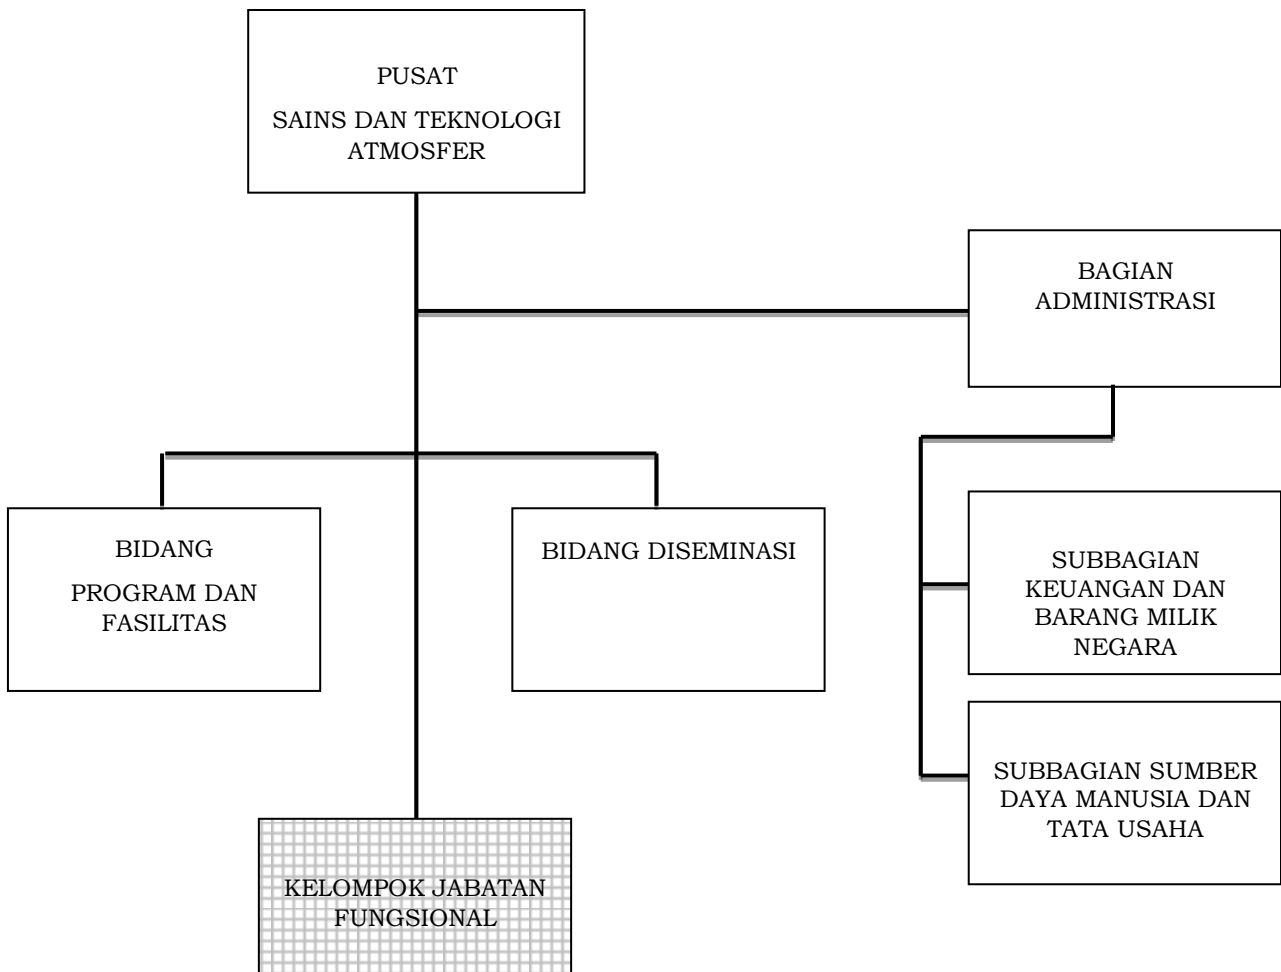 PUSAT
SAINS DAN TEKNOLOGI
ATMOSFER
BAGIAN
ADMINISTRASI
BIDANG
PROGRAM DAN
FASILITAS
BIDANG DISEMINASI
SUBBAGIAN
KEUANGAN DAN
BARANG MILIK
NEGARA
SUBBAGIAN SUMBER
DAYA MANUSIA DAN
TATA USAHA
KELOMPOK JABATAN
FUNGSIONAL